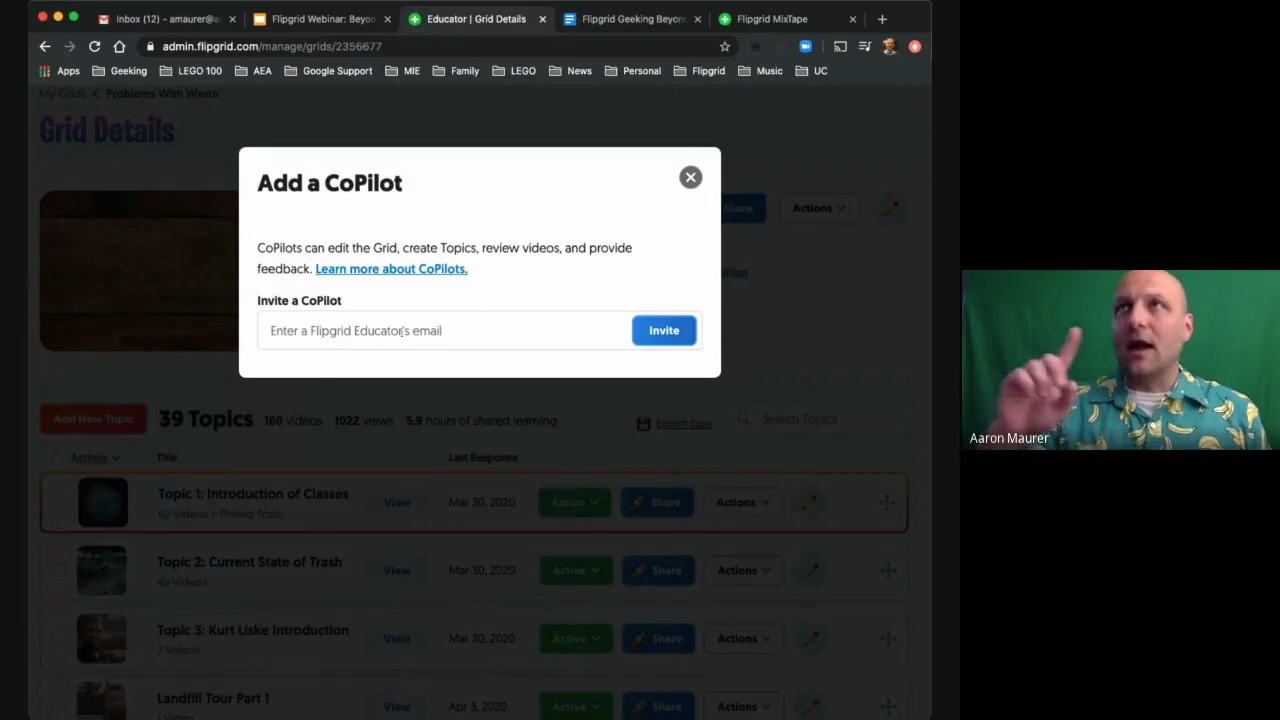 Inbox (12) - amaurer@a
Flipgrid Webinar: Beyon
Educator | Grid Details
Flipgrid Geeking Beyond
Flipgrid MixTape
admin.flipgrid.com/manage/grids/2356677
Apps Geeking LEGO 100 AEA Google Support MIE Family LEGO News Personal Flipgrid Music UC
My Grids Problems With Waste
Grid Details
Add a CoPilot
Share Actions
CoPilots can edit the Grid, create Topics, review videos, and provide
feedback. Learn more about CoPilots.
Invite a CoPilot
Enter a Flipgrid Educator's email Invite
Add New Topic 39 Topics 160 videos 1022 views 5.9 hours of shared learning Export Data Search Topics
Actions Title Last Response
Topic 1: Introduction of Classes View Mar 30, 2020 Active Share Actions
62 Videos • Pinned Topic
Topic 2: Current State of Trash View Mar 30, 2020 Active Share Actions
45 Videos
Topic 3: Kurt Liske Introduction View Mar 30, 2020 Active Share Actions
7 Videos
Landfill Tour Part 1 View Apr 3, 2020 Active Share Actions
Aaron Maurer